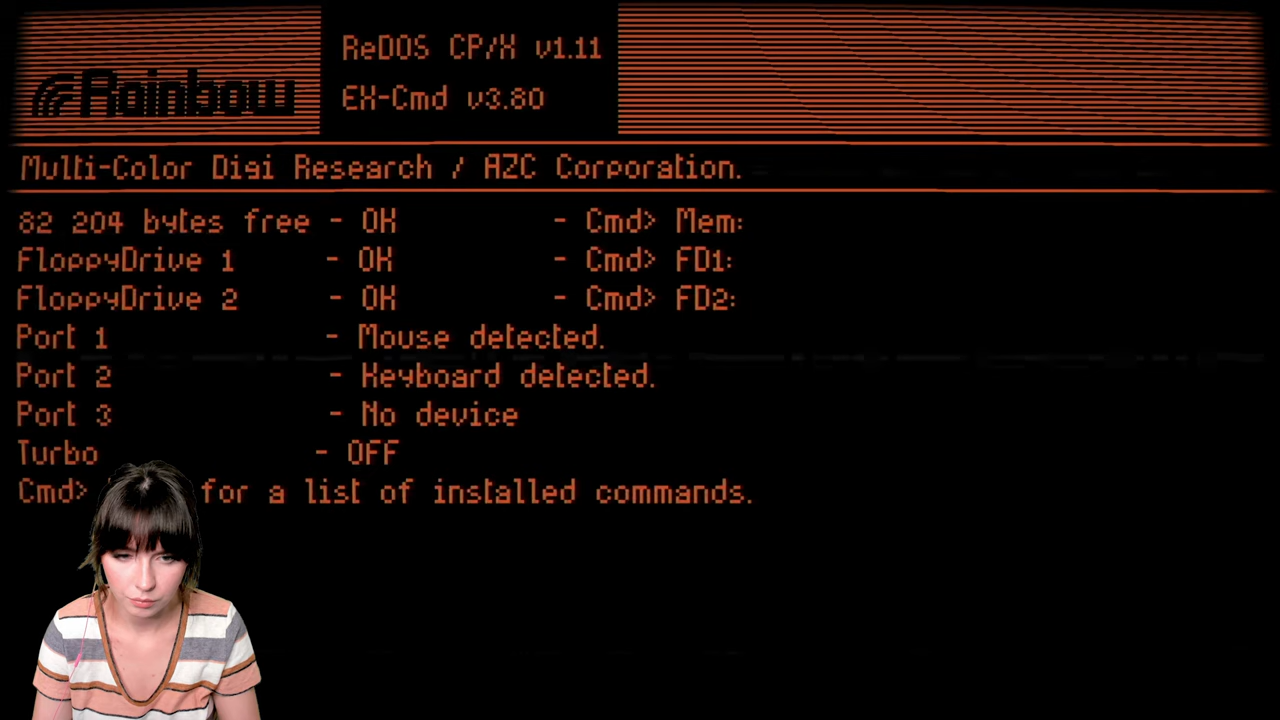 Rainbow
ReDOS CP/X v1.11
EX-Cmd v3.80
Multi-Color Digi Research / AZC Corporation.
82 204 bytes free - OK - Cmd> Mem:
FloppyDrive 1 - OK - Cmd> FD1:
FloppyDrive 2 - OK - Cmd> FD2:
Port 1 - Mouse detected.
Port 2 - Keyboard detected.
Port 3 - No device
Turbo - OFF
Cmd> for a list of installed commands.